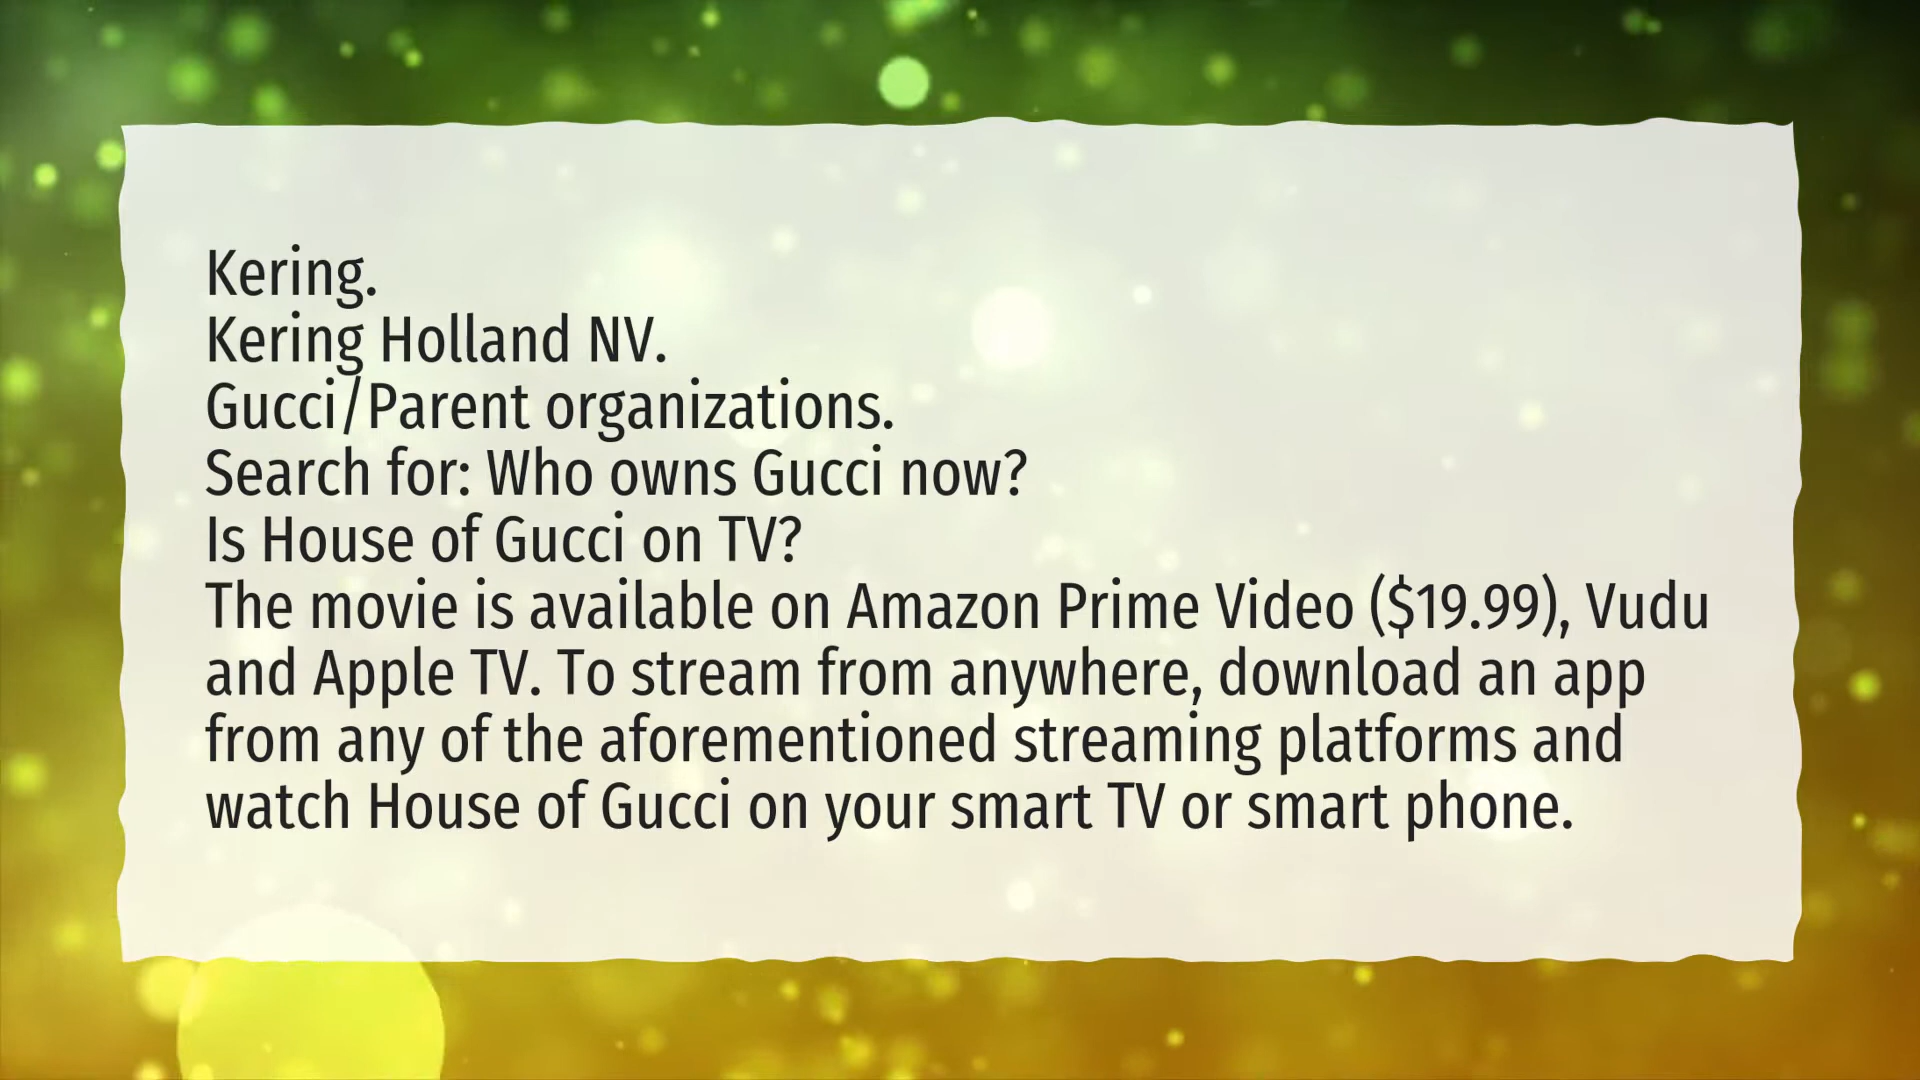 Kering.
Kering Holland NV.
Gucci/Parent organizations.
Search for: Who owns Gucci now?
Is House of Gucci on TV?
The movie is available on Amazon Prime Video ($19.99), Vudu
and Apple TV. To stream from anywhere, download an app
from any of the aforementioned streaming platforms and
watch House of Gucci on your smart TV or smart phone.